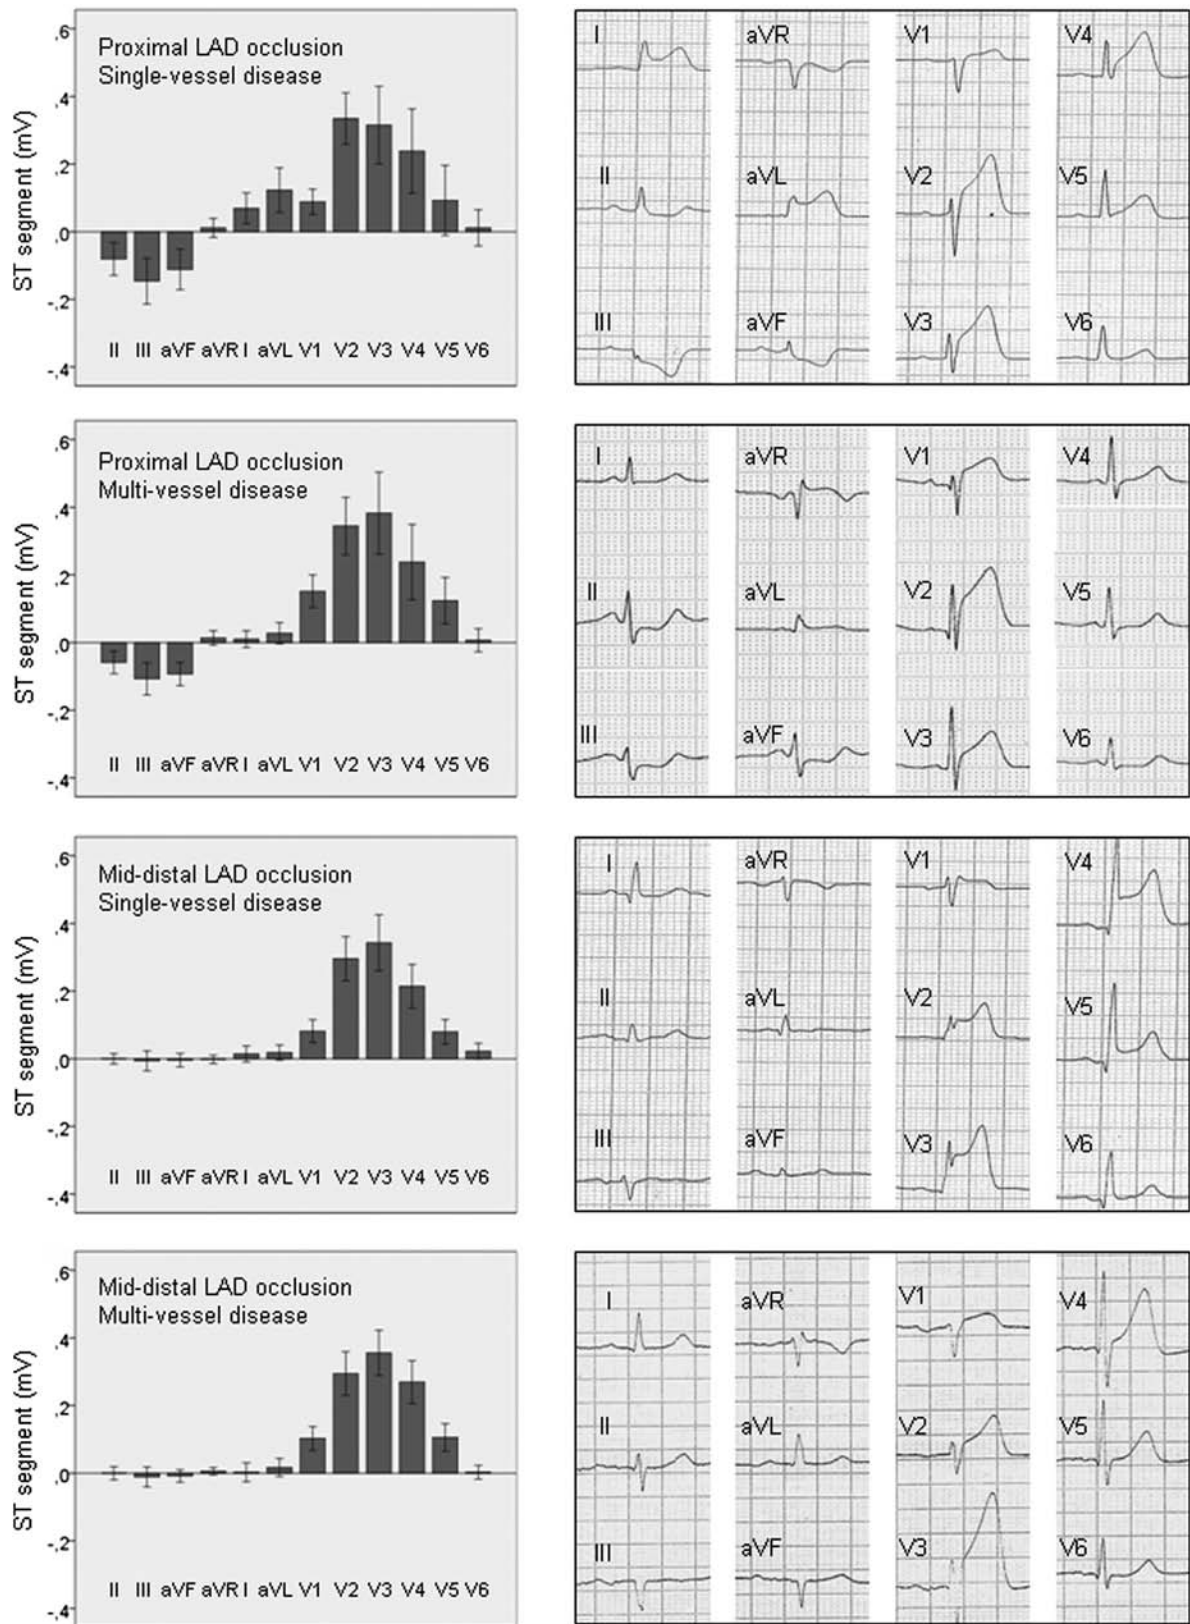 Proximal LAD occlusion
Single-vessel disease
ST segment (mV)
,6
,4
,2
,0
-,2
-,4
II III aVF aVR I aVL V1 V2 V3 V4 V5 V6
I aVR V1 V4
II aVL V2 V5
III aVF V3 V6
Proximal LAD occlusion
Multi-vessel disease
ST segment (mV)
,6
,4
,2
,0
-,2
-,4
II III aVF aVR I aVL V1 V2 V3 V4 V5 V6
I aVR V1 V4
II aVL V2 V5
III aVF V3 V6
Mid-distal LAD occlusion
Single-vessel disease
ST segment (mV)
,6
,4
,2
,0
-,2
-,4
II III aVF aVR I aVL V1 V2 V3 V4 V5 V6
I aVR V1 V4
II aVL V2 V5
III aVF V3 V6
Mid-distal LAD occlusion
Multi-vessel disease
ST segment (mV)
,6
,4
,2
,0
-,2
-,4
II III aVF aVR I aVL V1 V2 V3 V4 V5 V6
I aVR V1 V4
II aVL V2 V5
III aVF V3 V6